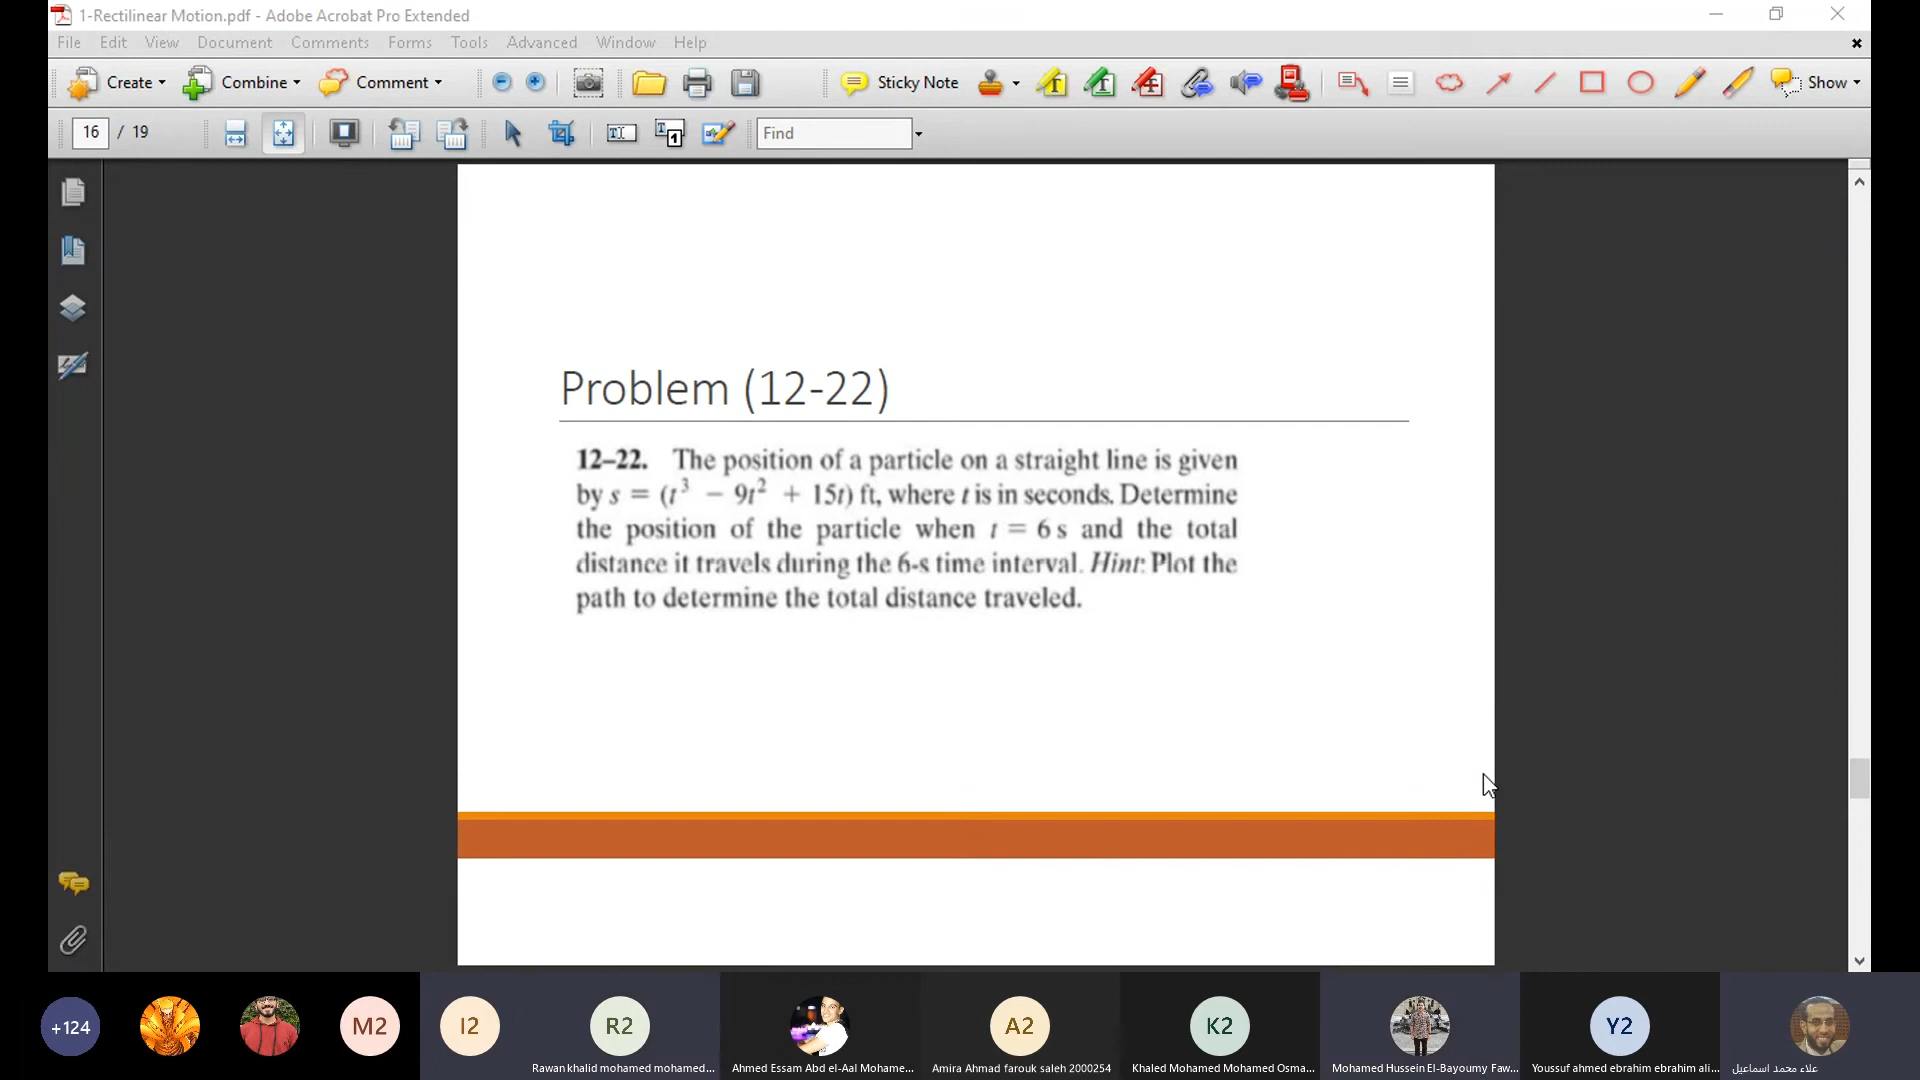 1-Rectilinear Motion.pdf - Adobe Acrobat Pro Extended
File Edit View Document Comments Forms Tools Advanced Window Help
Create Combine Comment Sticky Note Show
16 / 19 Find
Problem (12-22)
12–22. The position of a particle on a straight line is given
by s = (t³ − 9t² + 15t) ft, where t is in seconds. Determine
the position of the particle when t = 6 s and the total
distance it travels during the 6-s time interval. Hint: Plot the
path to determine the total distance traveled.
+124 M2 I2 R2 A2 K2 Y2
Rawan khalid mohamed mohamed... Ahmed Essam Abd el-Aal Mohame... Amira Ahmad farouk saleh 2000254 Khaled Mohamed Mohamed Osma... Mohamed Hussein El-Bayoumy Faw... Youssuf ahmed ebrahim ebrahim ali... علاء محمد اسماعيل